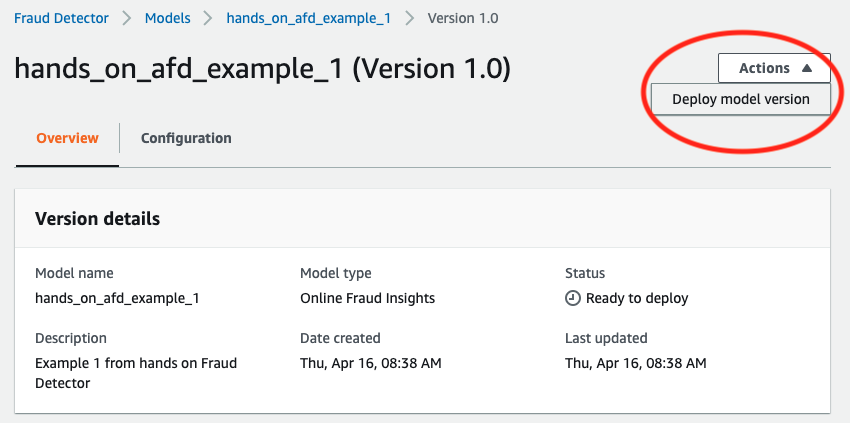 Fraud Detector > Models > hands_on_afd_example_1 > Version 1.0
hands_on_afd_example_1 (Version 1.0)
Actions
Deploy model version
Overview
Configuration
Version details
Model name
Model type
Status
hands_on_afd_example_1
Online Fraud Insights
Ready to deploy
Description
Date created
Last updated
Example 1 from hands on Fraud
Detector
Thu, Apr 16, 08:38 AM
Thu, Apr 16, 08:38 AM